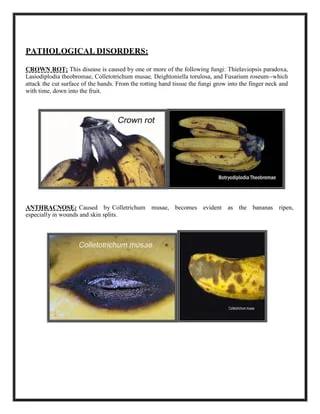 PATHOLOGICAL DISORDERS:
CROWN ROT: This disease is caused by one or more of the following fungi: Thielaviopsis paradoxa,
Lasiodiplodia theobromae, Colletotrichum musae, Deightoniella torulosa, and Fusarium roseum--which
attack the cut surface of the hands. From the rotting hand tissue the fungi grow into the finger neck and
with time, down into the fruit.
Crown rot
Botryodiplodia Theobromae
ANTHRACNOSE: Caused by Colletrichum musae, becomes evident as the bananas ripen,
especially in wounds and skin splits.
Colletotrichum musae
Colletotrichum musae